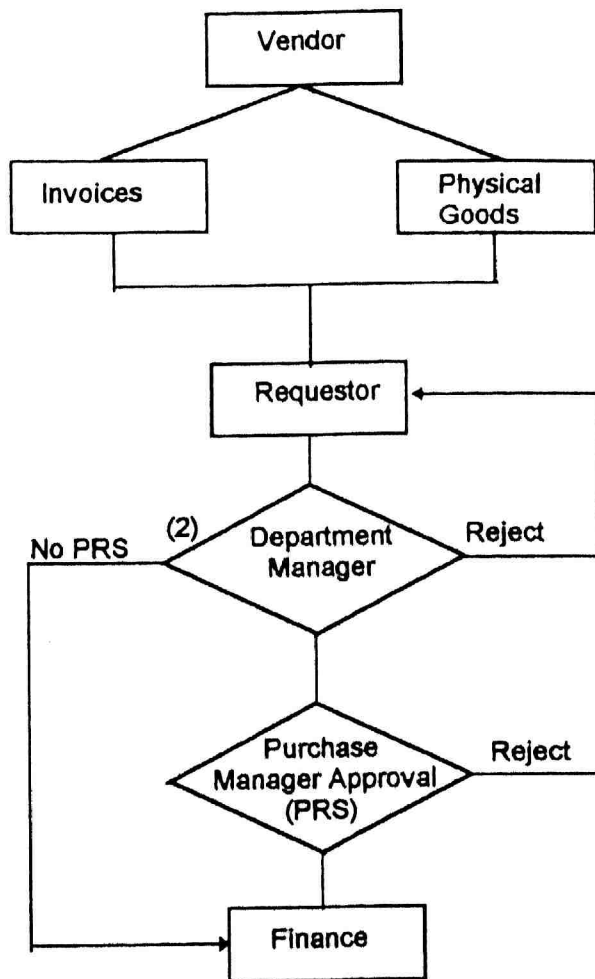 Vendor
Invoices
Physical
Goods
Requestor
(2)
No PRS
Department
Manager
Reject
Purchase
Manager Approval
(PRS)
Reject
Finance